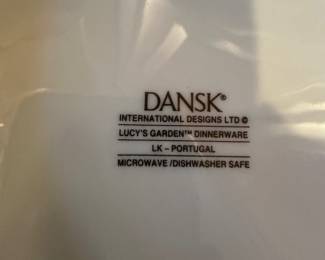 DANSK®
INTERNATIONAL DESIGNS LTD ©
LUCY'S GARDEN™ DINNERWARE
LK – PORTUGAL
MICROWAVE / DISHWASHER SAFE